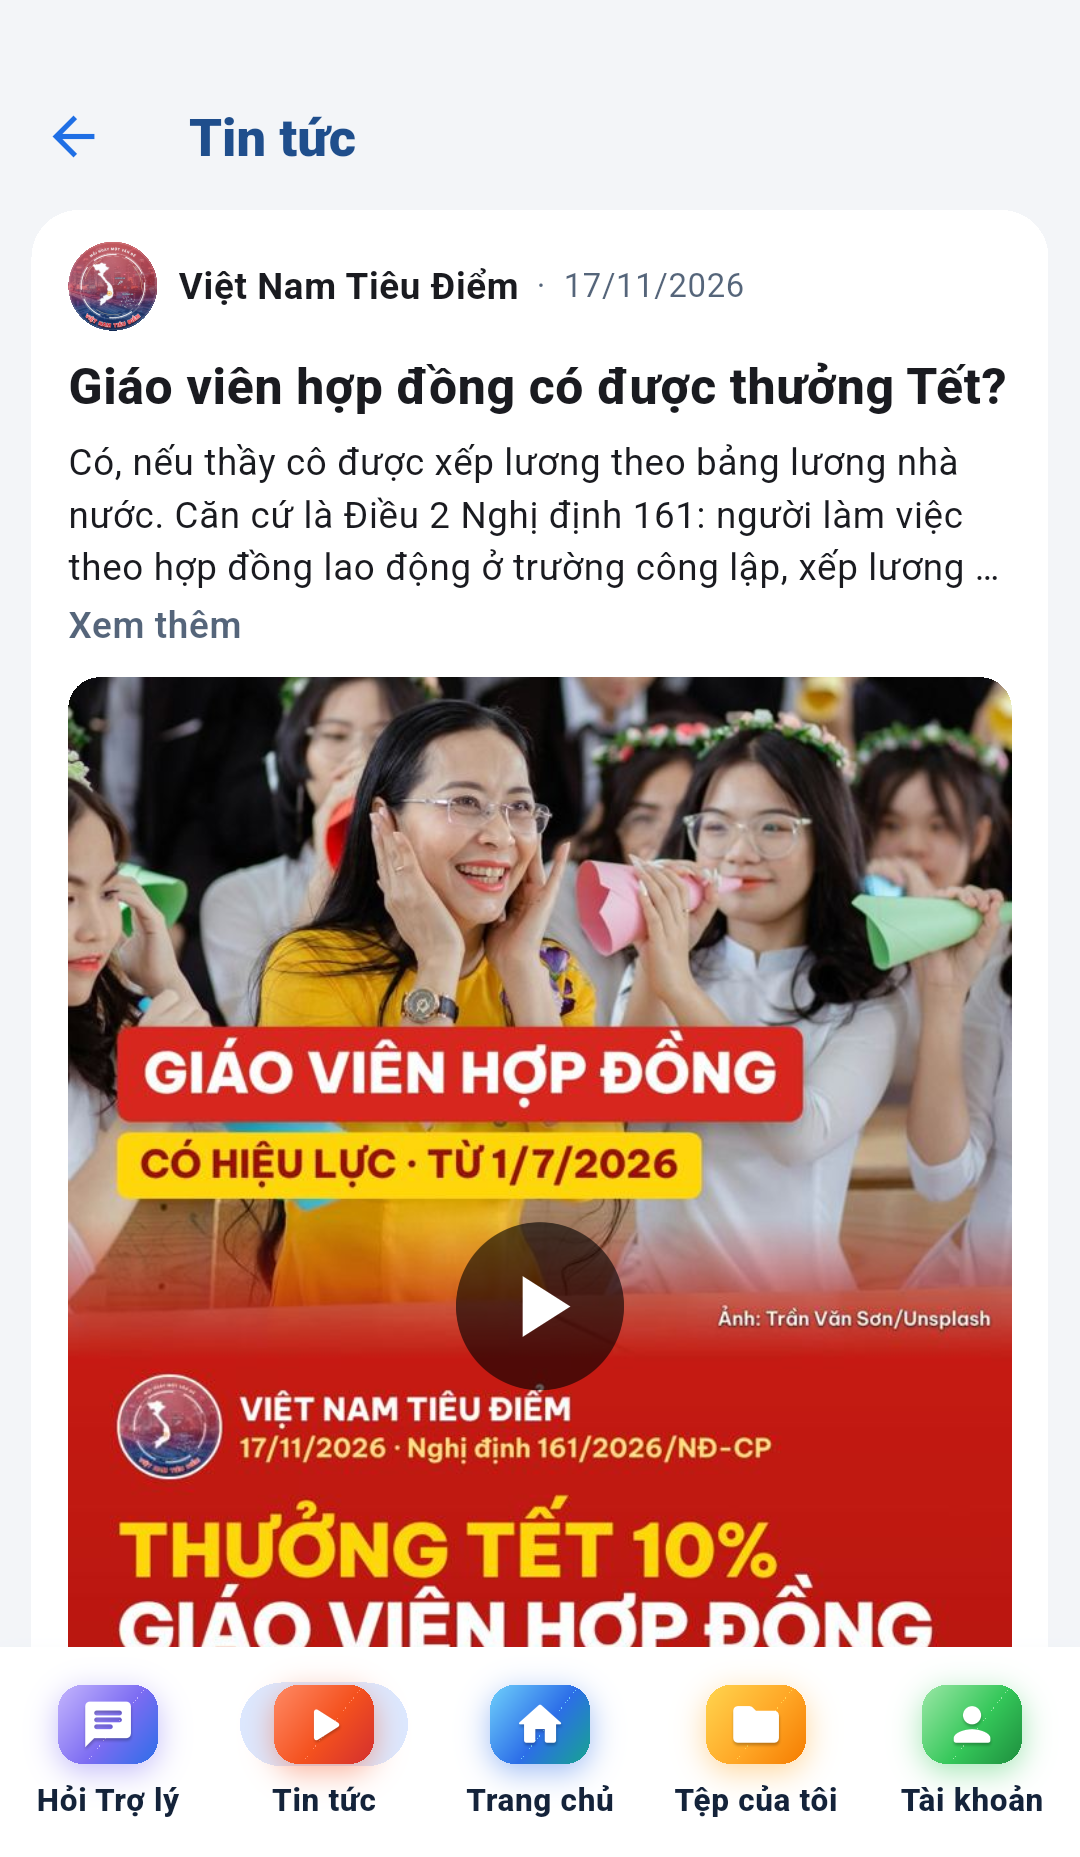 Tin tức
Việt Nam Tiêu Điểm · 17/11/2026
Giáo viên hợp đồng có được thưởng Tết?
Có, nếu thầy cô được xếp lương theo bảng lương nhà
nước. Căn cứ là Điều 2 Nghị định 161: người làm việc
theo hợp đồng lao động ở trường công lập, xếp lương ...
Xem thêm
GIÁO VIÊN HỢP ĐỒNG
CÓ HIỆU LỰC · TỪ 1/7/2026
Ảnh: Trần Văn Sơn/Unsplash
VIỆT NAM TIÊU ĐIỂM
17/11/2026 · Nghị định 161/2026/NĐ-CP
THƯỞNG TẾT 10%
GIÁO VIÊN HỢP ĐỒNG
Hỏi Trợ lý
Tin tức
Trang chủ
Tệp của tôi
Tài khoản